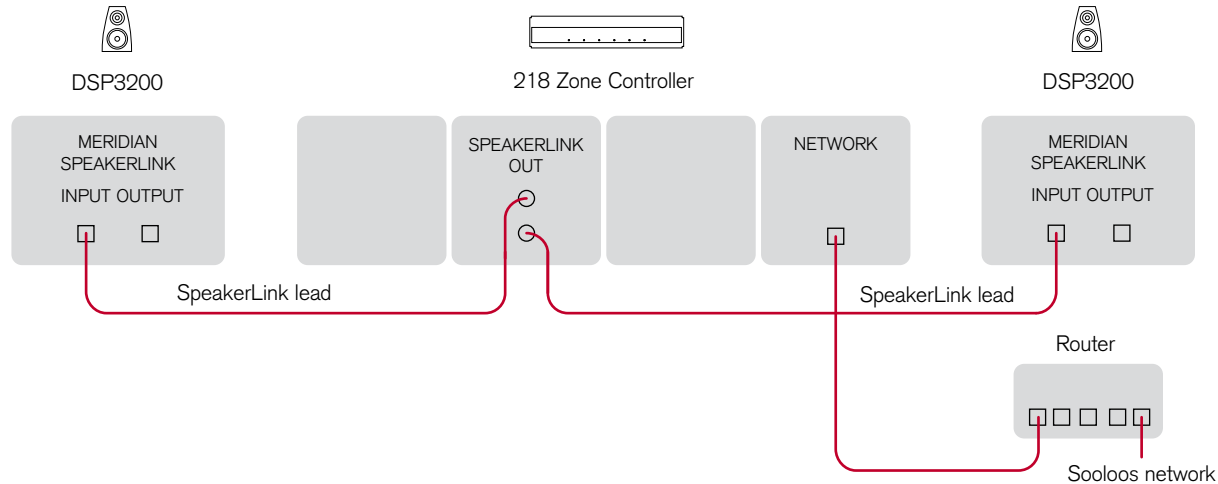 DSP3200
218 Zone Controller
DSP3200
MERIDIAN
SPEAKERLINK
INPUT OUTPUT
SPEAKERLINK
OUT
NETWORK
MERIDIAN
SPEAKERLINK
INPUT OUTPUT
SpeakerLink lead
SpeakerLink lead
Router
Sooloos network